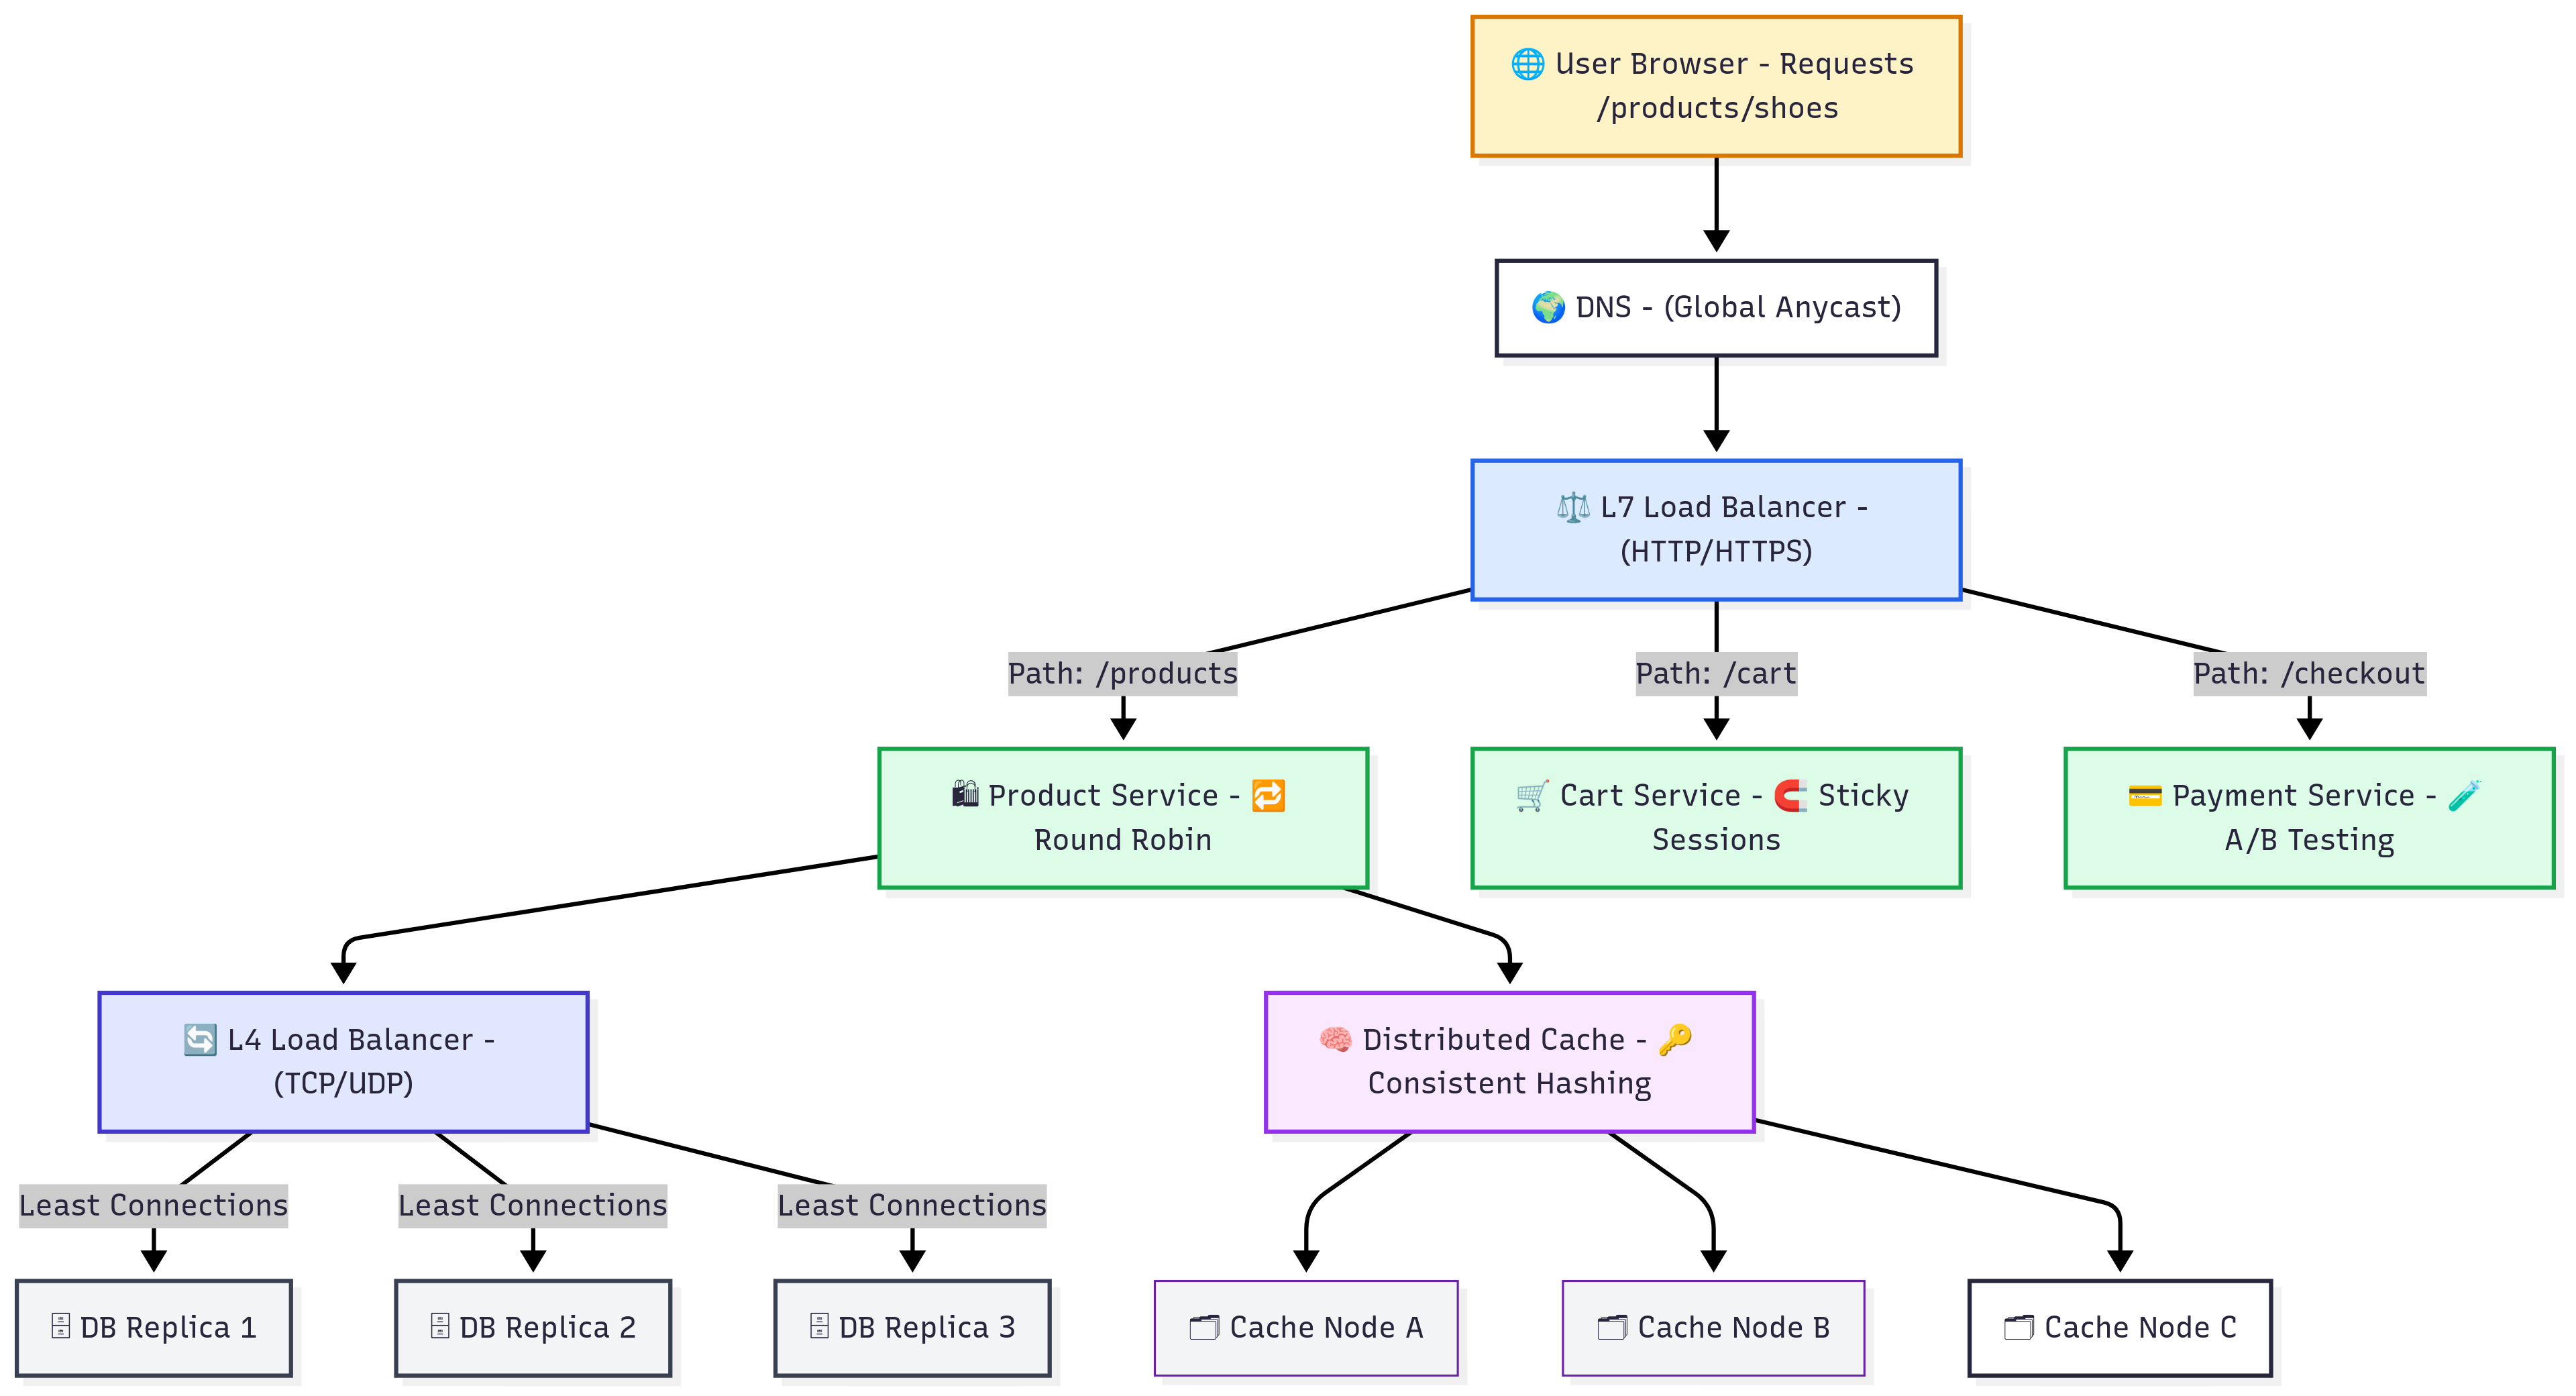 🌐 User Browser - Requests
/products/shoes
🌍 DNS - (Global Anycast)
⚖️ L7 Load Balancer -
(HTTP/HTTPS)
Path: /products
Path: /cart
Path: /checkout
🛍 Product Service - 🔁
Round Robin
🛒 Cart Service - 🧲 Sticky
Sessions
💳 Payment Service - 🧪
A/B Testing
🔄 L4 Load Balancer -
(TCP/UDP)
🧠 Distributed Cache - 🔑
Consistent Hashing
Least Connections
Least Connections
Least Connections
🗄 DB Replica 1
🗄 DB Replica 2
🗄 DB Replica 3
🗂 Cache Node A
🗂 Cache Node B
🗂 Cache Node C